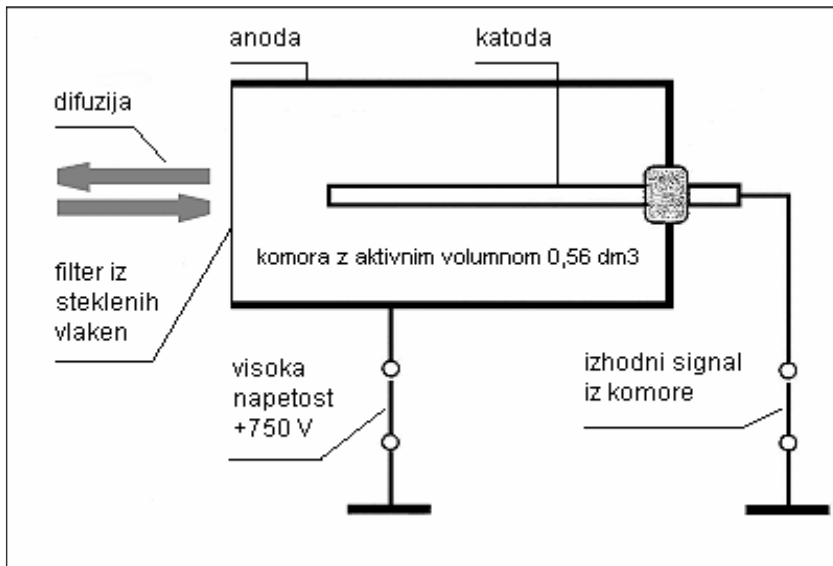 anoda
katoda
difuzija
komora z aktivnim volumnom 0,56 dm3
filter iz
steklenih
vlaken
visoka
napetost
+750 V
izhodni signal
iz komore